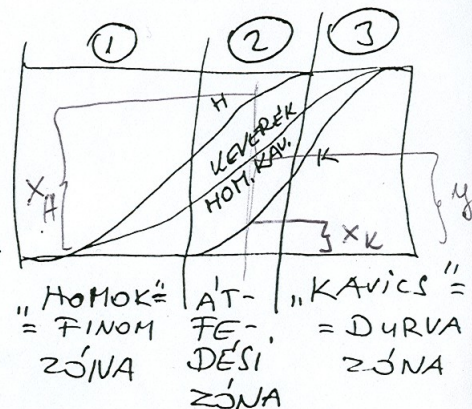 1
2
3
H
KEVERÉK
HOM. KAV.
K
X_H
X_K
y
„HOMOK"=
= FINOM
ZÓNA
ÁT-
FE-
DÉSI
ZÓNA
„KAVICS"=
= DURVA
ZÓNA